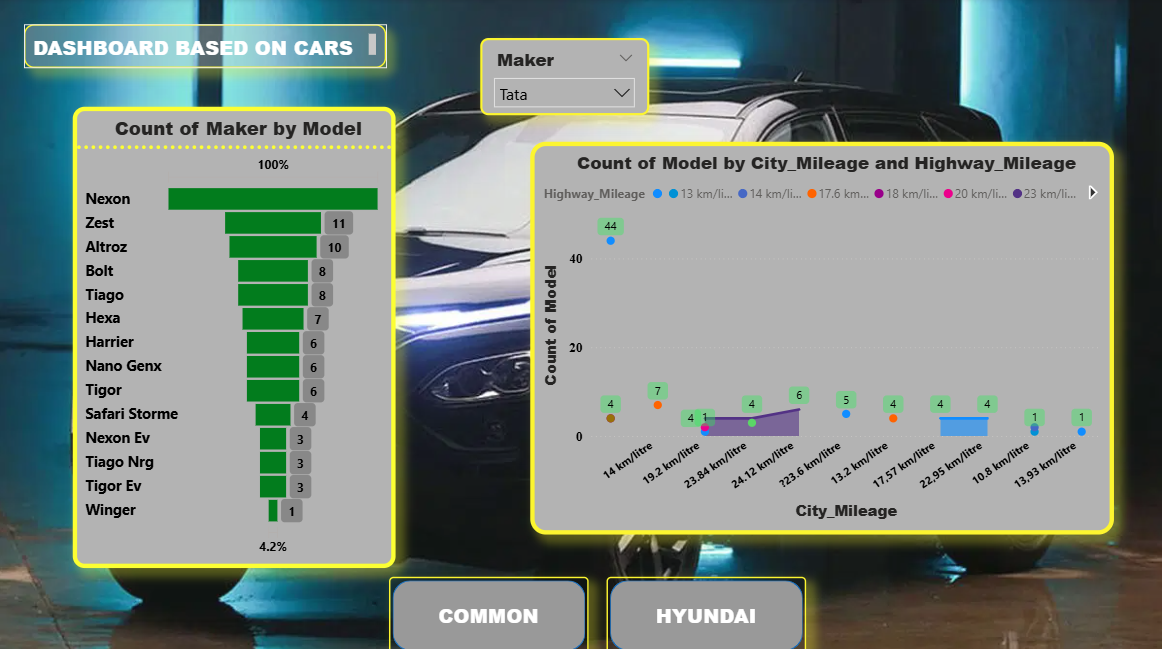 DASHBOARD BASED ON CARS
Maker
Tata
Count of Maker by Model
100%
Nexon
Zest 11
Altroz 10
Bolt 8
Tiago 8
Hexa 7
Harrier 6
Nano Genx 6
Tigor 6
Safari Storme 4
Nexon Ev 3
Tiago Nrg 3
Tigor Ev 3
Winger 1
4.2%
Count of Model by City_Mileage and Highway_Mileage
Highway_Mileage 13 km/li... 14 km/li... 17.6 km... 18 km/li... 20 km/li... 23 km/li...
Count of Model
40
20
0
44
4 7 4 1 4 6 5 4 4 4 1 1
14 km/litre 19.2 km/litre 23.84 km/litre 24.12 km/litre ?23.6 km/litre 13.2 km/litre 17.57 km/litre 22.95 km/litre 10.8 km/litre 13.93 km/litre
City_Mileage
COMMON
HYUNDAI